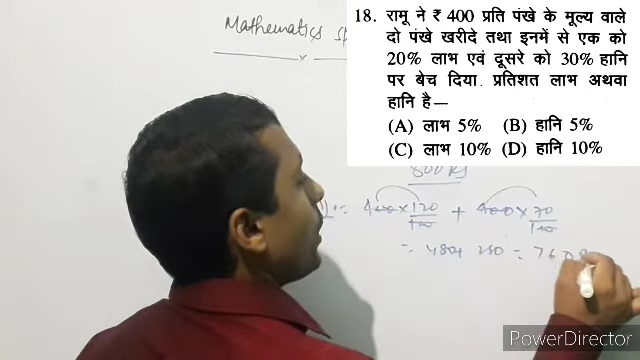 Mathematics
18. रामू ने ₹ 400 प्रति पंखे के मूल्य वाले
दो पंखे खरीदे तथा इनमें से एक को
20% लाभ एवं दूसरे को 30% हानि
पर बेच दिया. प्रतिशत लाभ अथवा
हानि है—
(A) लाभ 5% (B) हानि 5%
(C) लाभ 10% (D) हानि 10%
800 Rs
400 × 120/100 + 400 × 70/100
= 480+ 280 = 760
PowerDirector